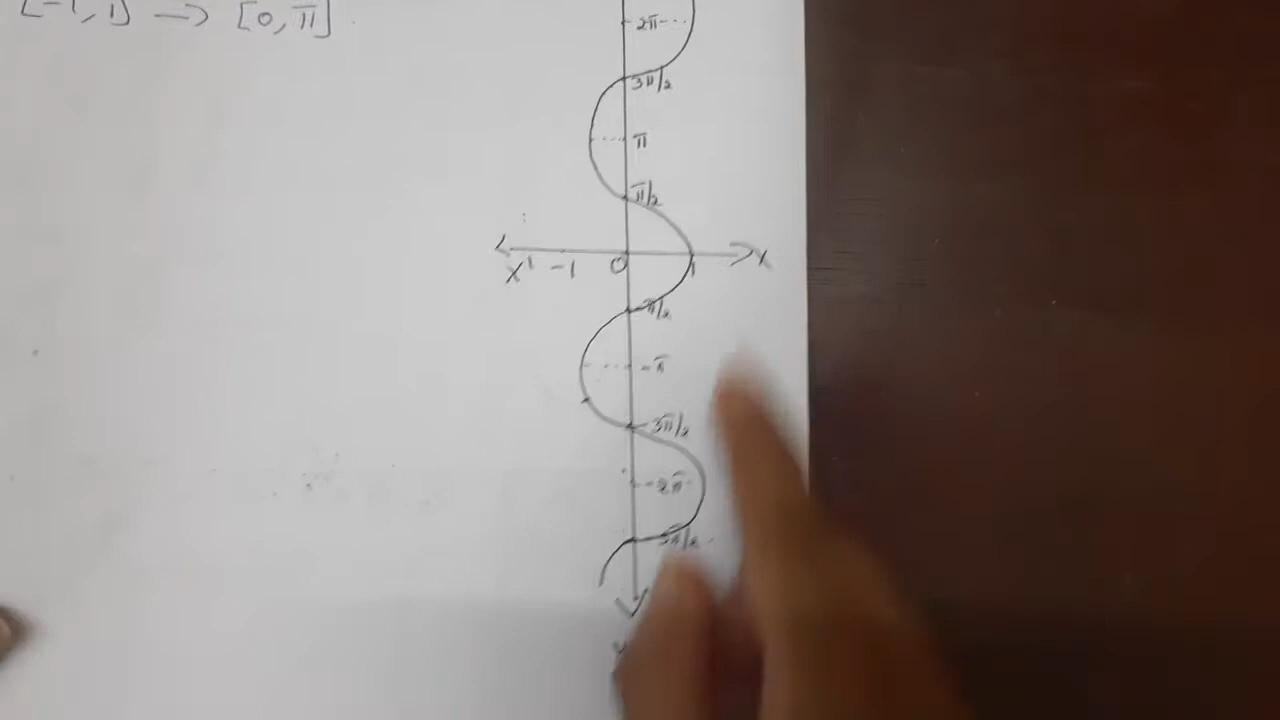 [-1, 1] → [0, π]
2π
3π/2
π
π/2
X' -1 0 1 X
-π/2
-π
-3π/2
-2π
5π/2